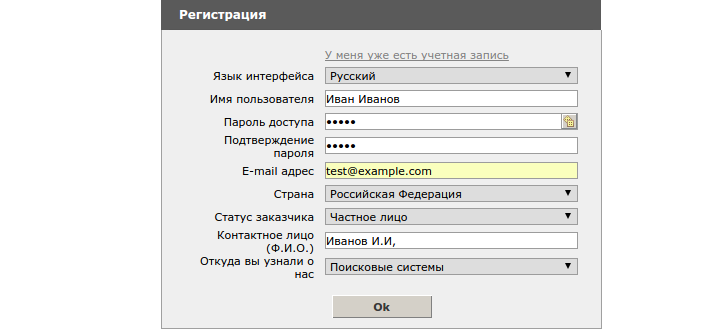 Регистрация
У меня уже есть учетная запись
Язык интерфейса Русский
Имя пользователя Иван Иванов
Пароль доступа •••••
Подтверждение
пароля •••••
E-mail адрес test@example.com
Страна Российская Федерация
Статус заказчика Частное лицо
Контактное лицо
(Ф.И.О.) Иванов И.И,
Откуда вы узнали о
нас Поисковые системы
Ok